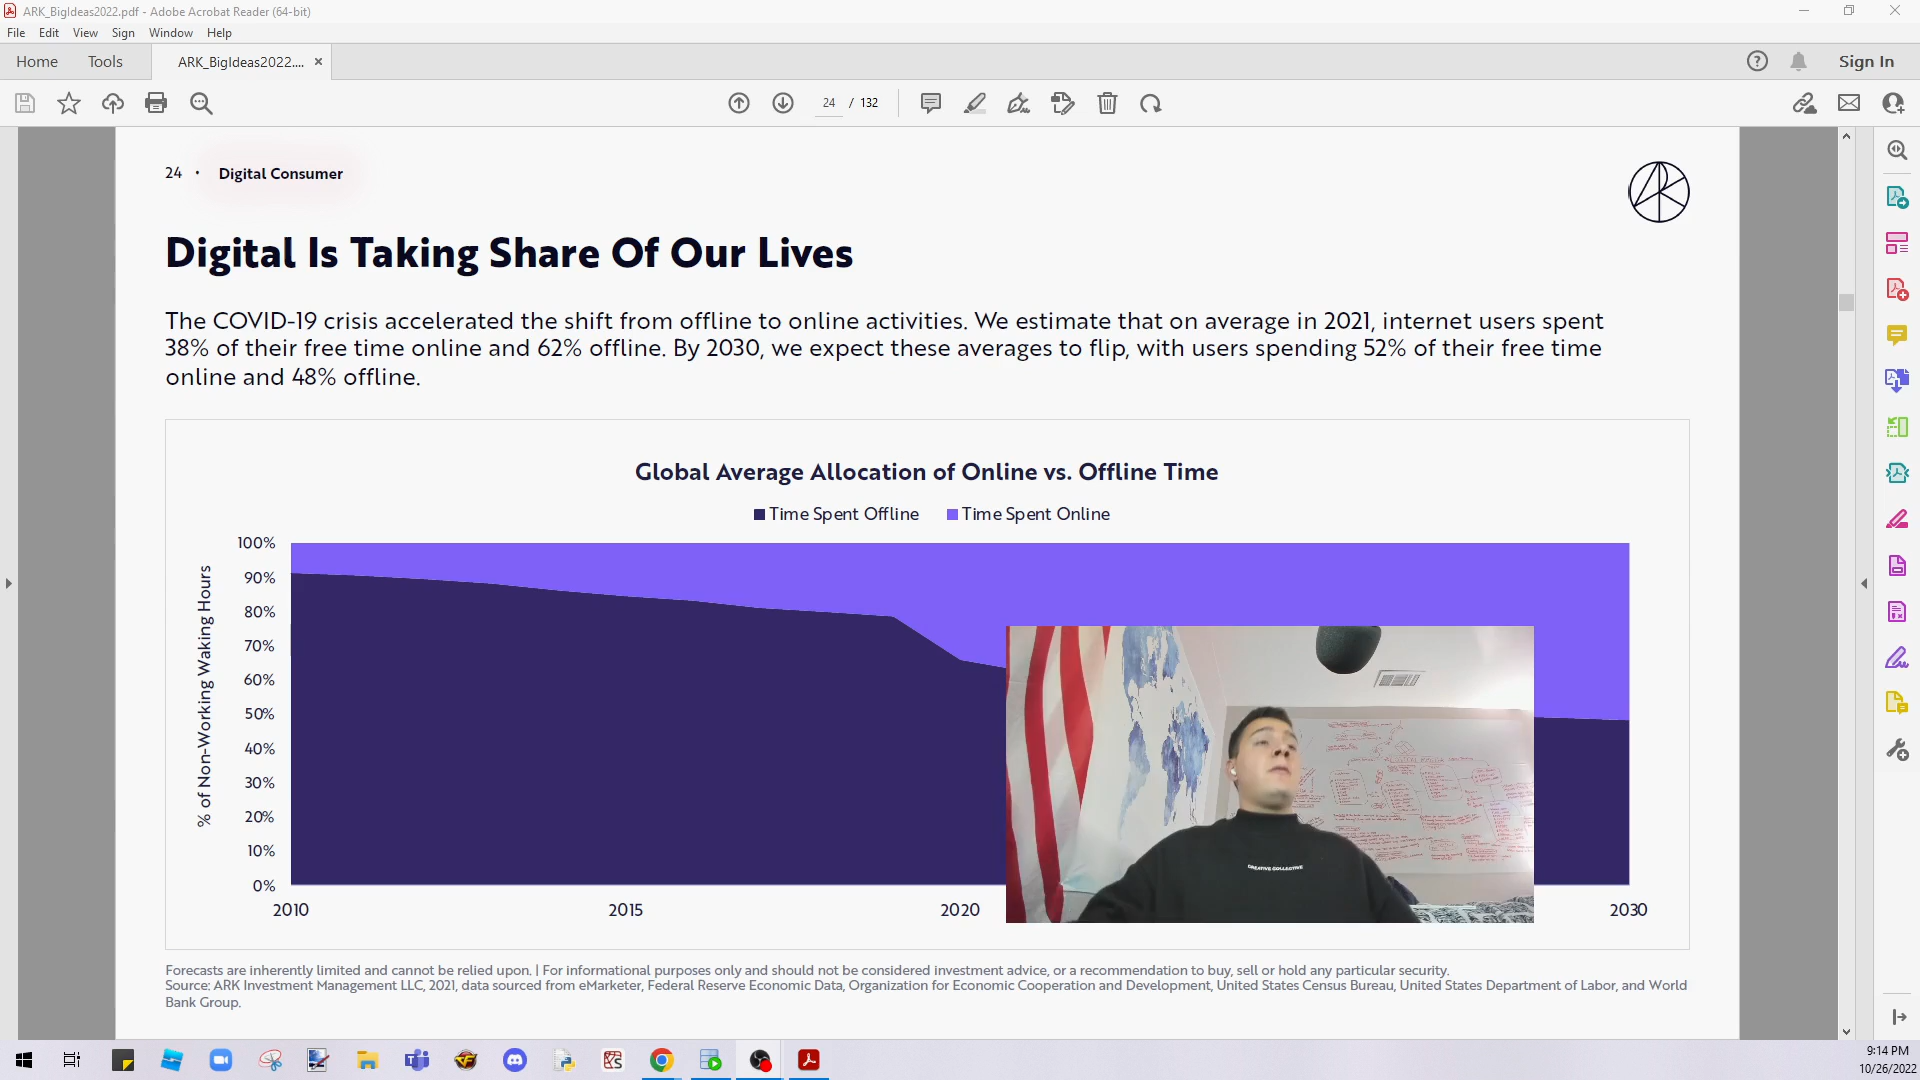 ARK_BigIdeas2022.pdf - Adobe Acrobat Reader (64-bit)
File Edit View Sign Window Help
Home Tools ARK_BigIdeas2022.... × Sign In
24 / 132
24 • Digital Consumer
Digital Is Taking Share Of Our Lives
The COVID-19 crisis accelerated the shift from offline to online activities. We estimate that on average in 2021, internet users spent
38% of their free time online and 62% offline. By 2030, we expect these averages to flip, with users spending 52% of their free time
online and 48% offline.
Global Average Allocation of Online vs. Offline Time
Time Spent Offline Time Spent Online
% of Non-Working Waking Hours
100%
90%
80%
70%
60%
50%
40%
30%
20%
10%
0%
2010 2015 2020 2030
CREATIVE COLLECTIVE
Forecasts are inherently limited and cannot be relied upon. | For informational purposes only and should not be considered investment advice, or a recommendation to buy, sell or hold any particular security.
Source: ARK Investment Management LLC, 2021, data sourced from eMarketer, Federal Reserve Economic Data, Organization for Economic Cooperation and Development, United States Census Bureau, United States Department of Labor, and World
Bank Group.
9:14 PM
10/26/2022